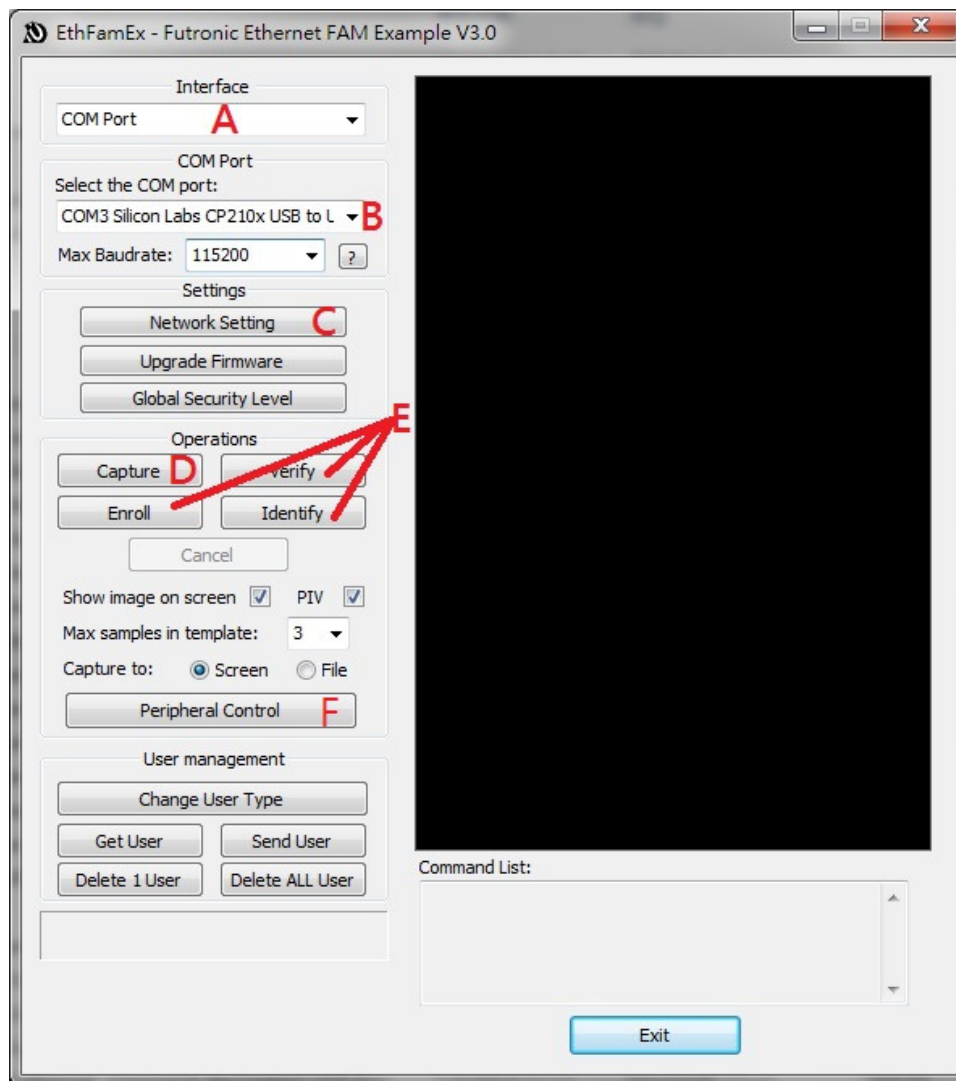 EthFamEx - Futronic Ethernet FAM Example V3.0
Interface
COM Port A
COM Port
Select the COM port:
COM3 Silicon Labs CP210x USB to U B
Max Baudrate: 115200 ?
Settings
Network Setting C
Upgrade Firmware
Global Security Level
E
Operations
Capture D Verify
Enroll Identify
Cancel
Show image on screen PIV
Max samples in template: 3
Capture to: Screen File
Peripheral Control F
User management
Change User Type
Get User Send User
Delete 1 User Delete ALL User
Command List:
Exit